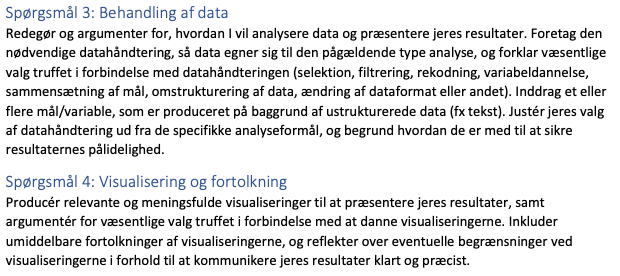 Spørgsmål 3: Behandling af data
Redegør og argumenter for, hvordan I vil analysere data og præsentere jeres resultater. Foretag den
nødvendige datahåndtering, så data egner sig til den pågældende type analyse, og forklar væsentlige
valg truffet i forbindelse med datahåndteringen (selektion, filtrering, rekodning, variabeldannelse,
sammensætning af mål, omstrukturering af data, ændring af dataformat eller andet). Inddrag et eller
flere mål/variable, som er produceret på baggrund af ustrukturerede data (fx tekst). Justér jeres valg
af datahåndtering ud fra de specifikke analyseformål, og begrund hvordan de er med til at sikre
resultaternes pålidelighed.
Spørgsmål 4: Visualisering og fortolkning
Producér relevante og meningsfulde visualiseringer til at præsentere jeres resultater, samt
argumentér for væsentlige valg truffet i forbindelse med at danne visualiseringerne. Inkluder
umiddelbare fortolkninger af visualiseringerne, og reflekter over eventuelle begrænsninger ved
visualiseringerne i forhold til at kommunikere jeres resultater klart og præcist.